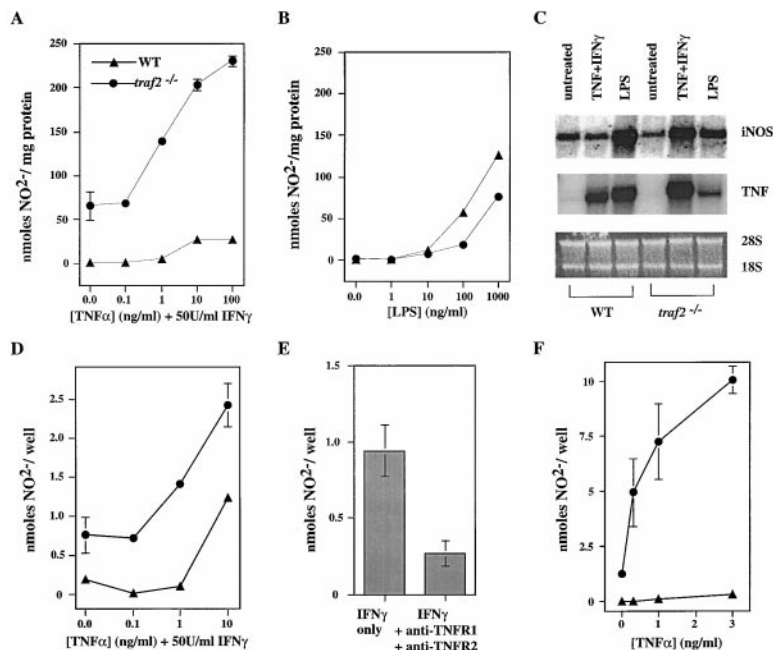 A
WT
traf2 -/-
nmoles NO2-/ mg protein
250
200
150
100
50
0
0.0 0.1 1 10 100
[TNFα] (ng/ml) + 50U/ml IFNγ
B
nmoles NO2-/mg protein
250
200
150
100
50
0
0.0 1 10 100 1000
[LPS] (ng/ml)
C
untreated
TNF+IFNγ
LPS
untreated
TNF+IFNγ
LPS
iNOS
TNF
28S
18S
WT traf2 -/-
D
nmoles NO2-/ well
2.5
2.0
1.5
1.0
0.5
0
0.0 0.1 1 10
[TNFα] (ng/ml) + 50U/ml IFNγ
E
nmoles NO2-/ well
1.5
1.0
0.5
0
IFNγ
only
IFNγ
+ anti-TNFR1
+ anti-TNFR2
F
nmoles NO2-/ well
10
7.5
5
2.5
0
0 1 3
[TNFα] (ng/ml)